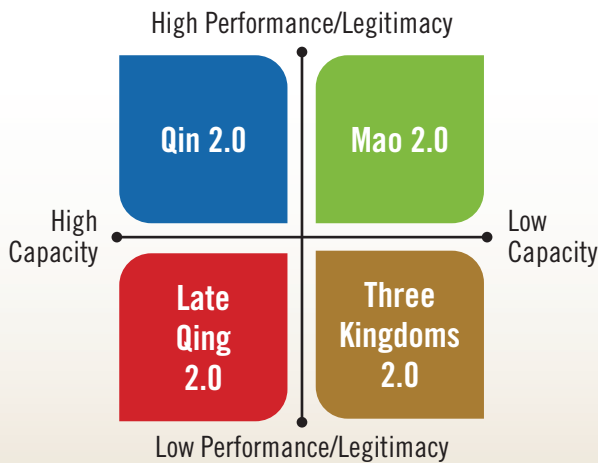 High Performance/Legitimacy
Qin 2.0
Mao 2.0
High
Capacity
Low
Capacity
Late
Qing
2.0
Three
Kingdoms
2.0
Low Performance/Legitimacy